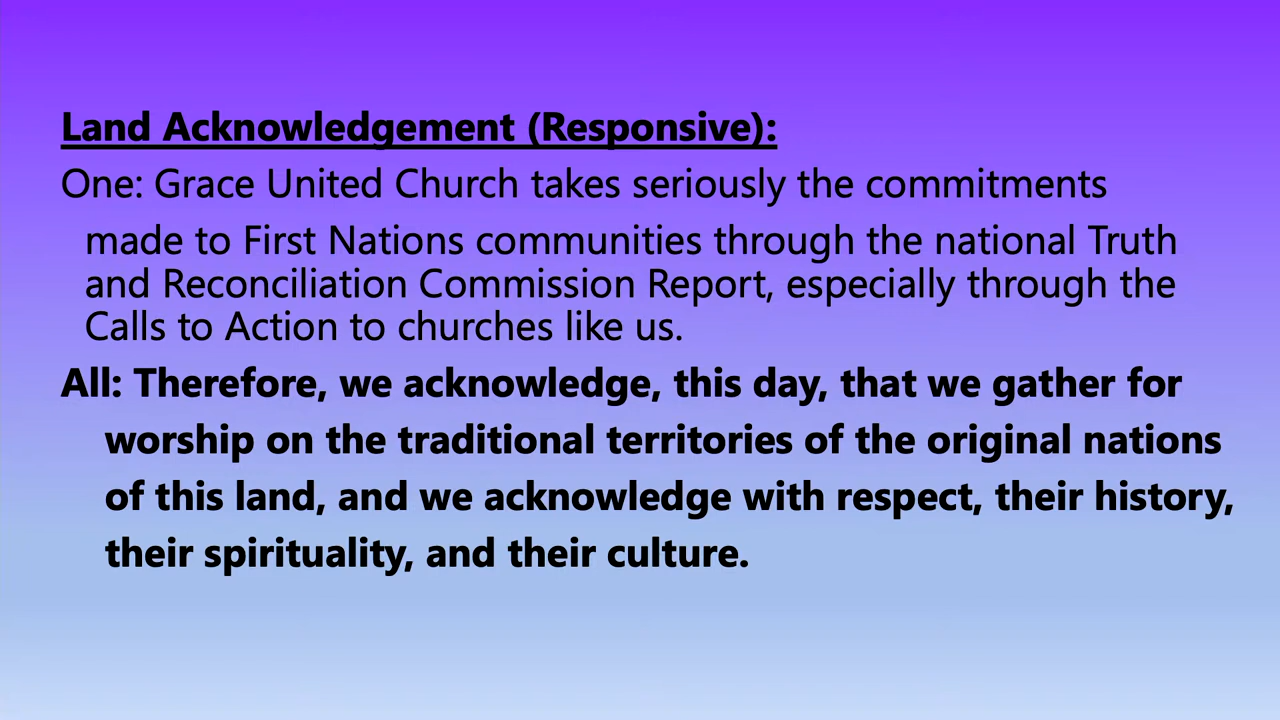 Land Acknowledgement (Responsive):
One: Grace United Church takes seriously the commitments
made to First Nations communities through the national Truth
and Reconciliation Commission Report, especially through the
Calls to Action to churches like us.
All: Therefore, we acknowledge, this day, that we gather for
worship on the traditional territories of the original nations
of this land, and we acknowledge with respect, their history,
their spirituality, and their culture.